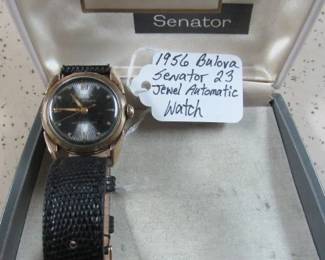 Senator
1956 Bulova
Senator 23
Jewel Automatic
Watch